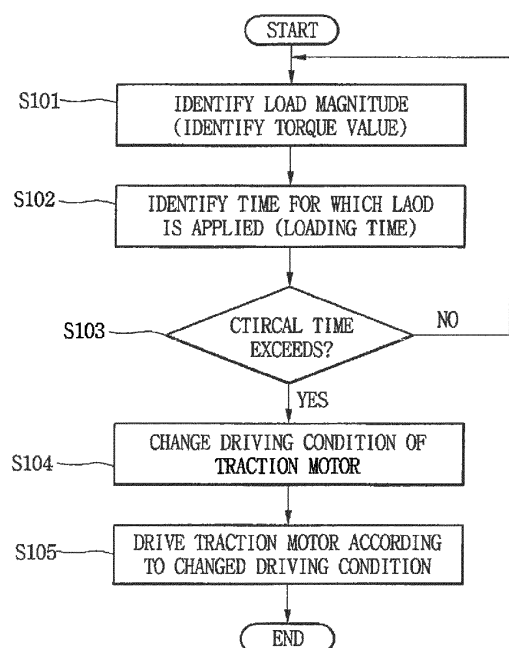 START
S101
IDENTIFY LOAD MAGNITUDE
(IDENTIFY TORQUE VALUE)
S102
IDENTIFY TIME FOR WHICH LAOD
IS APPLIED (LOADING TIME)
S103
CTIRCAL TIME
EXCEEDS?
NO
YES
S104
CHANGE DRIVING CONDITION OF
TRACTION MOTOR
S105
DRIVE TRACTION MOTOR ACCORDING
TO CHANGED DRIVING CONDITION
END